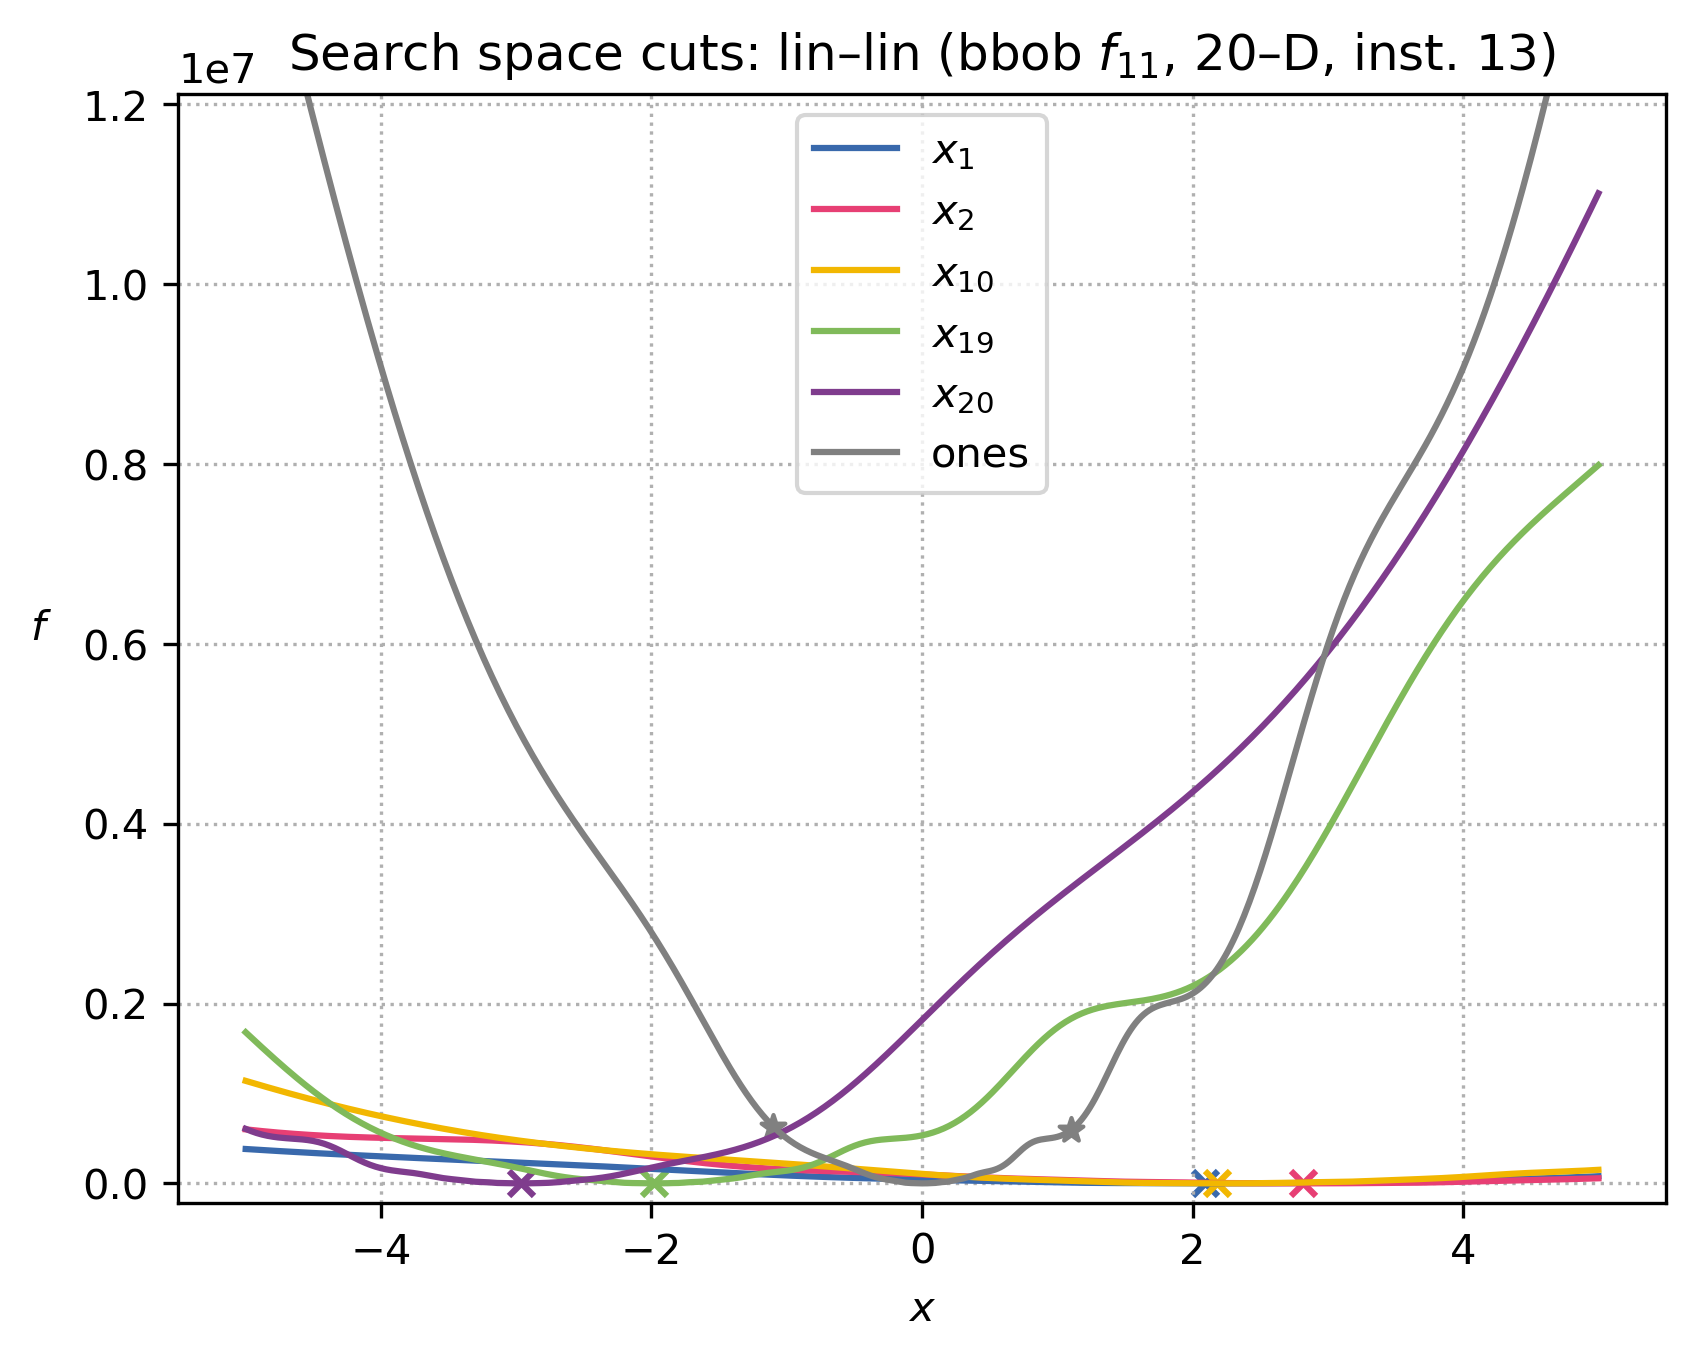 Search space cuts: lin–lin (bbob f11, 20–D, inst. 13)
1e7
1.2
1.0
0.8
0.6
0.4
0.2
0.0
f
x1
x2
x10
x19
x20
ones
−4 −2 0 2 4
x